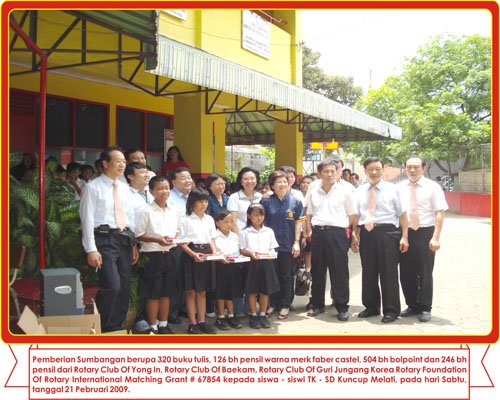 Pemberian Sumbangan berupa 320 buku tulis, 126 bh pensil warna merk faber castel, 504 bh bolpoint dan 246 bh
pensil dari Rotary Club Of Yong In, Rotary Club Of Baekam, Rotary Club Of Guri Jungang Korea Rotary Foundation
Of Rotary International Matching Grant # 67854 kepada siswa - siswi TK - SD Kuncup Melati, pada hari Sabtu,
tanggal 21 Pebruari 2009.